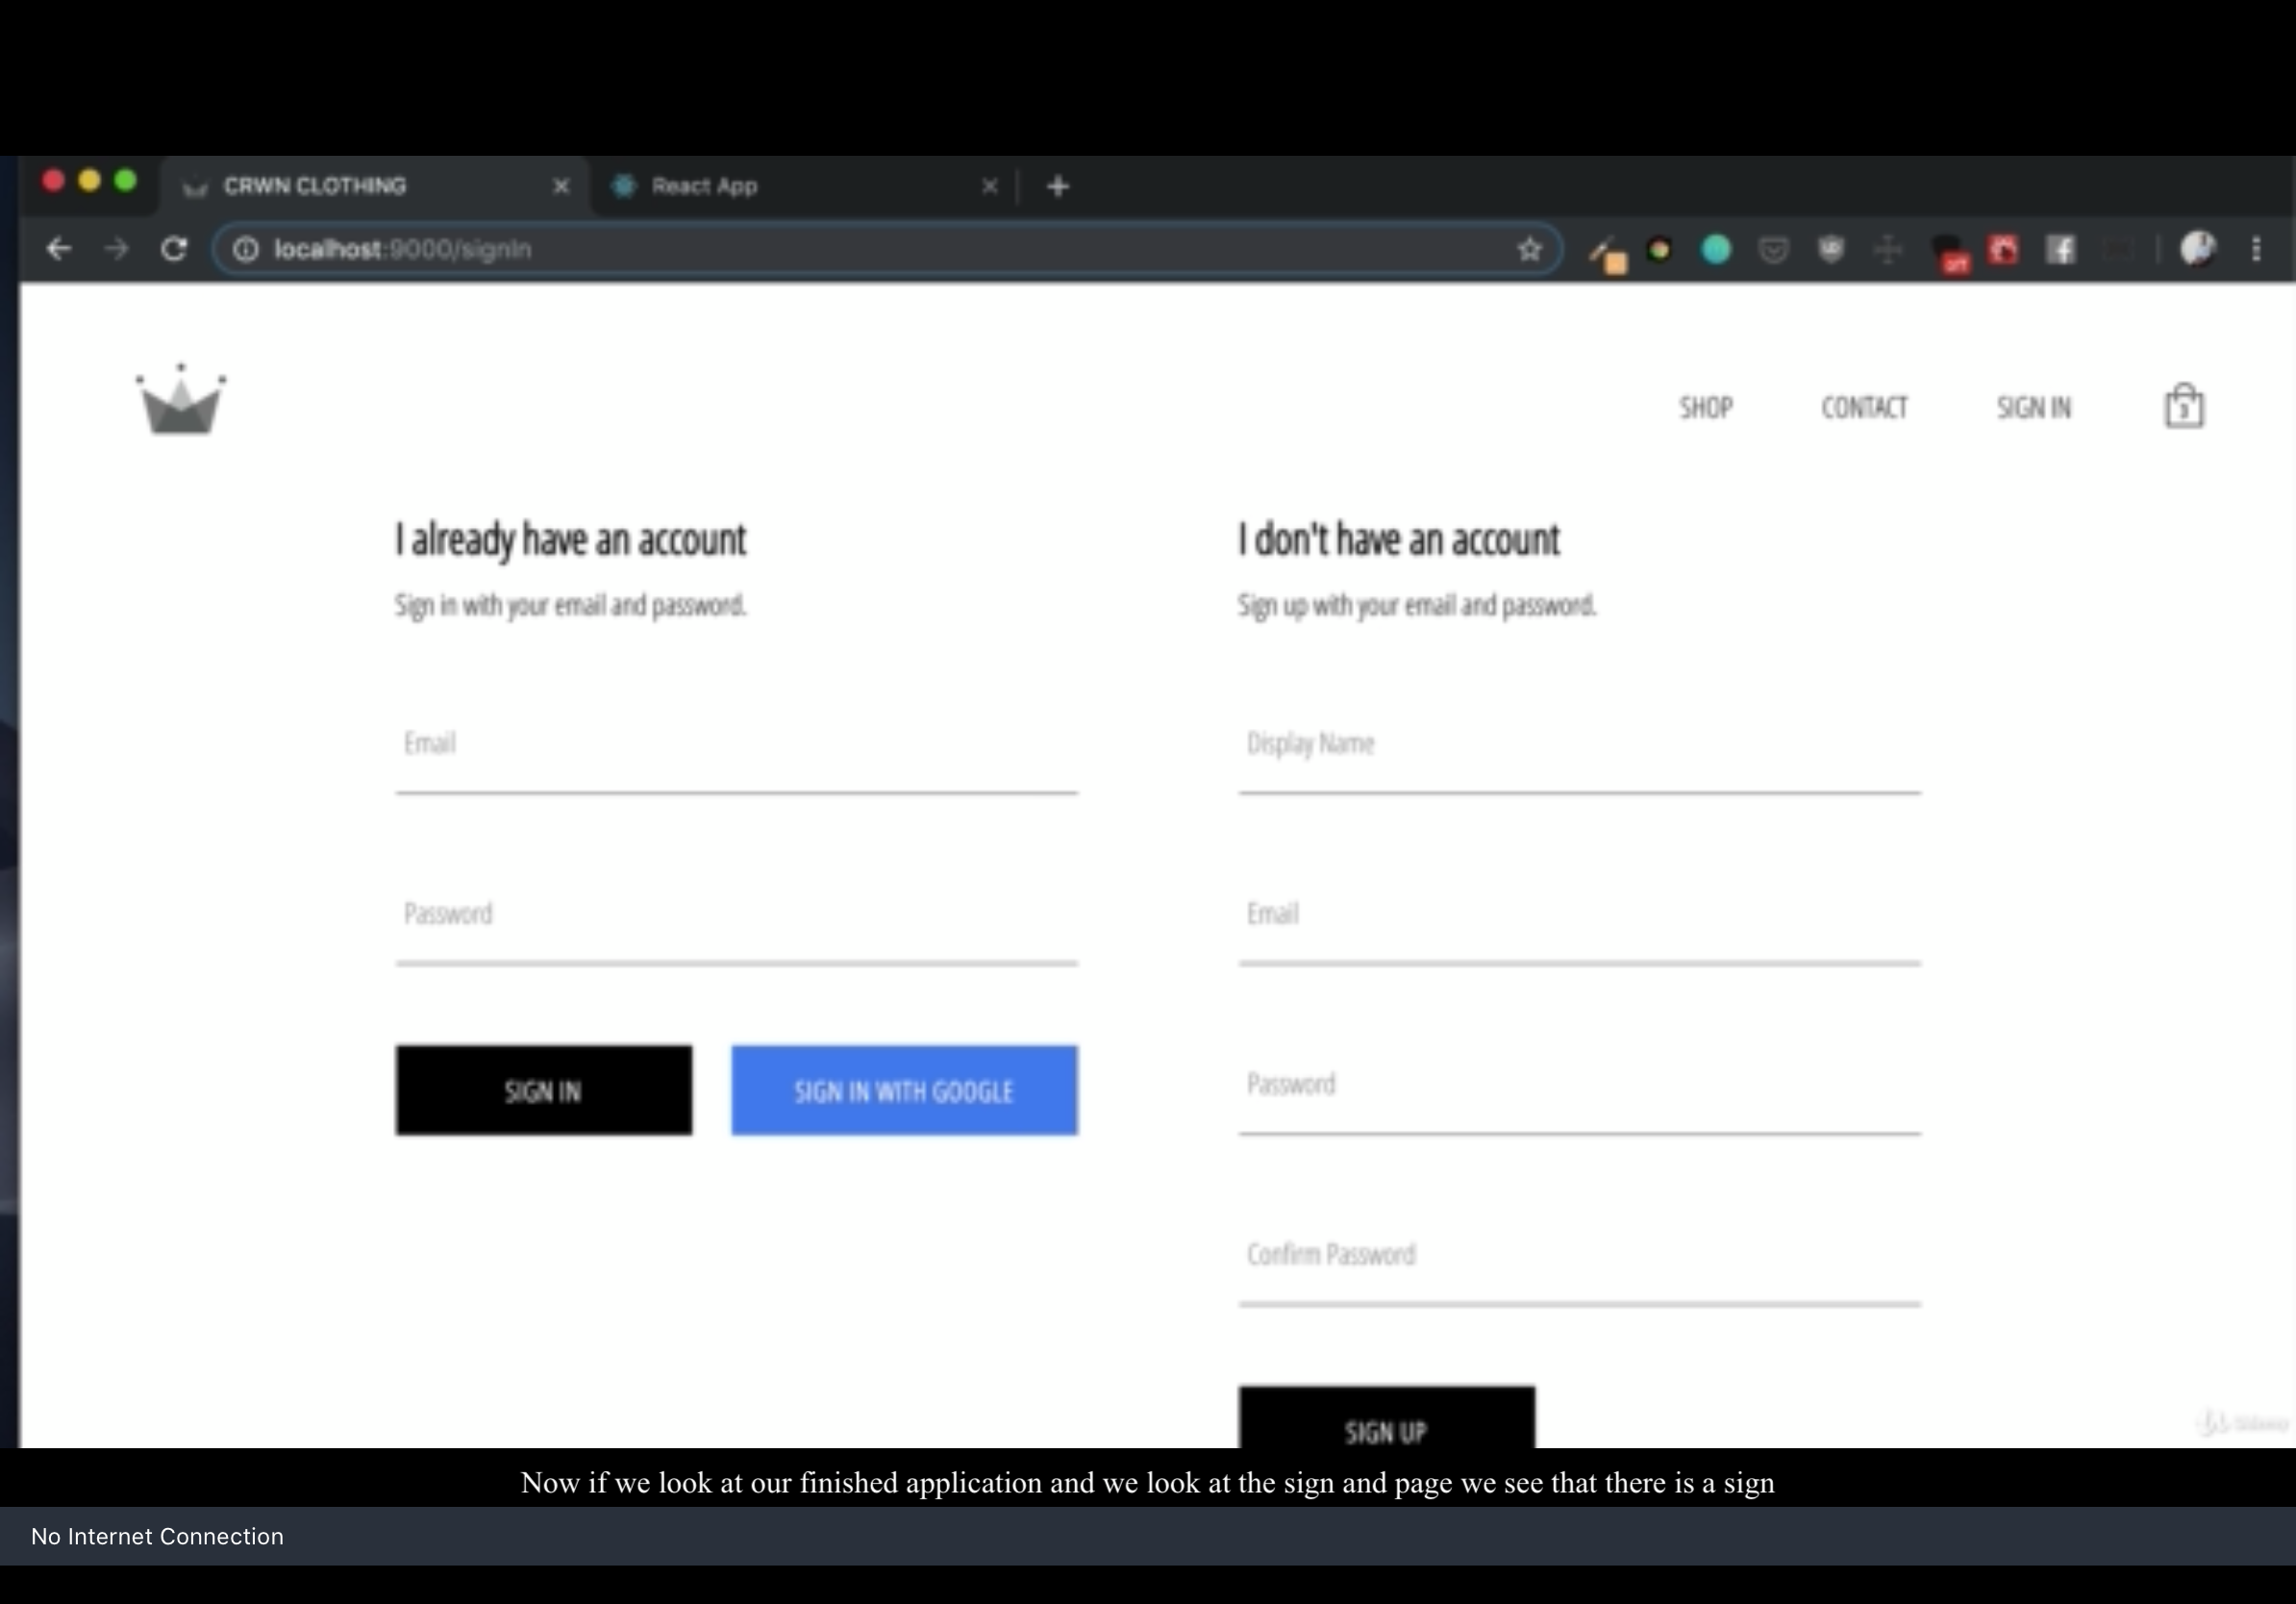 CRWN CLOTHING
React App
localhost:9000/signin
off
SHOP
CONTACT
SIGN IN
3
I already have an account
Sign in with your email and password.
Email
Password
SIGN IN
SIGN IN WITH GOOGLE
I don't have an account
Sign up with your email and password.
Display Name
Email
Password
Confirm Password
SIGN UP
Udemy
Now if we look at our finished application and we look at the sign and page we see that there is a sign
No Internet Connection